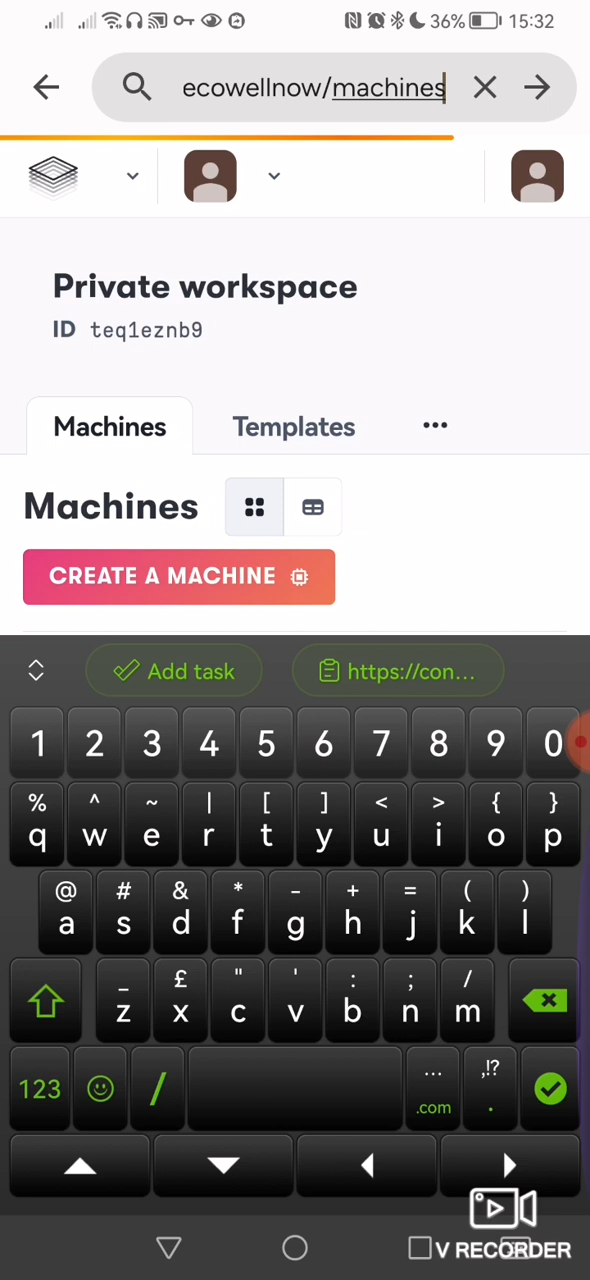 36% 15:32
ecowellnow/machines
Private workspace
ID teq1eznb9
Machines Templates
Machines
CREATE A MACHINE
Add task https://con...
1 2 3 4 5 6 7 8 9 0
% ^ ~ | [ ] < > { }
q w e r t y u i o p
@ # & * - + = ( )
a s d f g h j k l
_ £ " ' : ; /
z x c v b n m
... ,!?
123 / .com .
V RECORDER